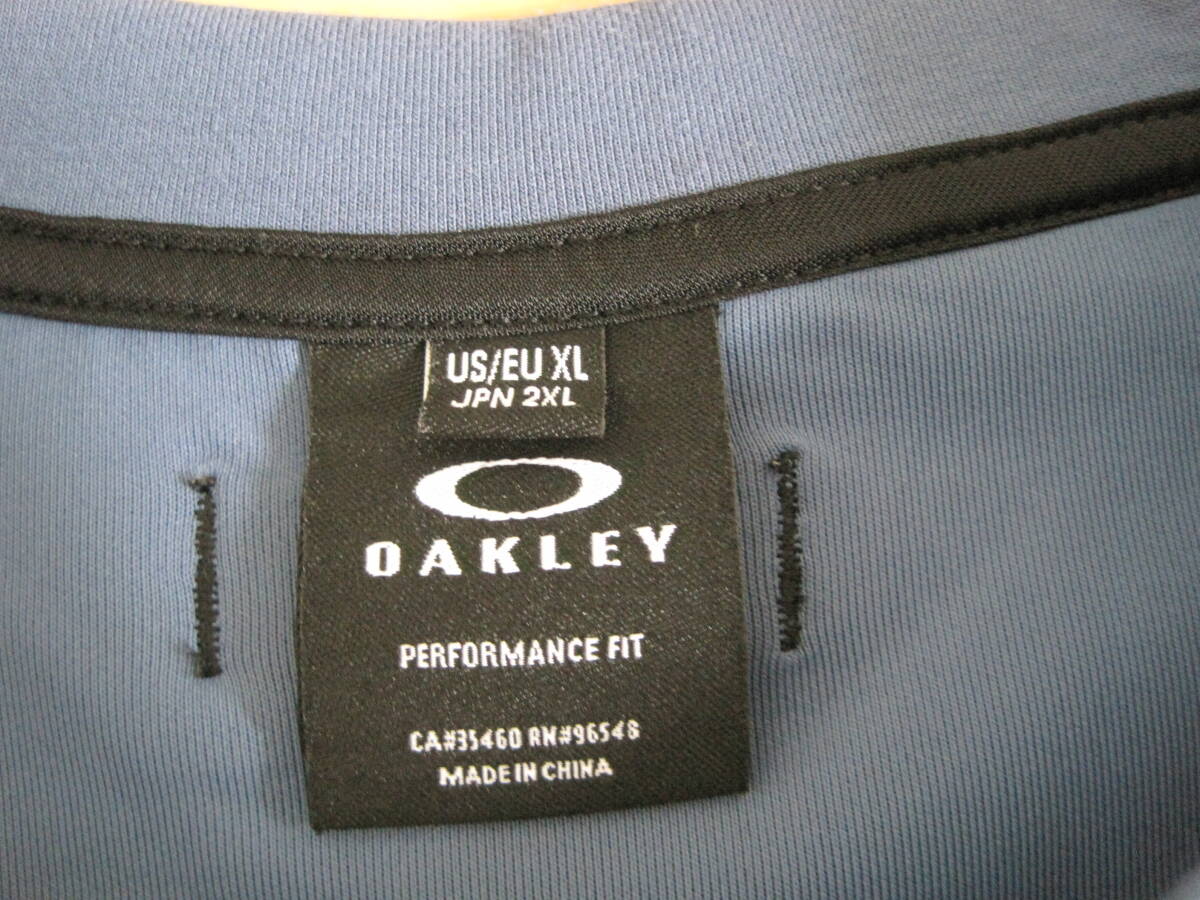 US/EU XL
JPN 2XL
OAKLEY
PERFORMANCE FIT
CA#35460 RN#96548
MADE IN CHINA